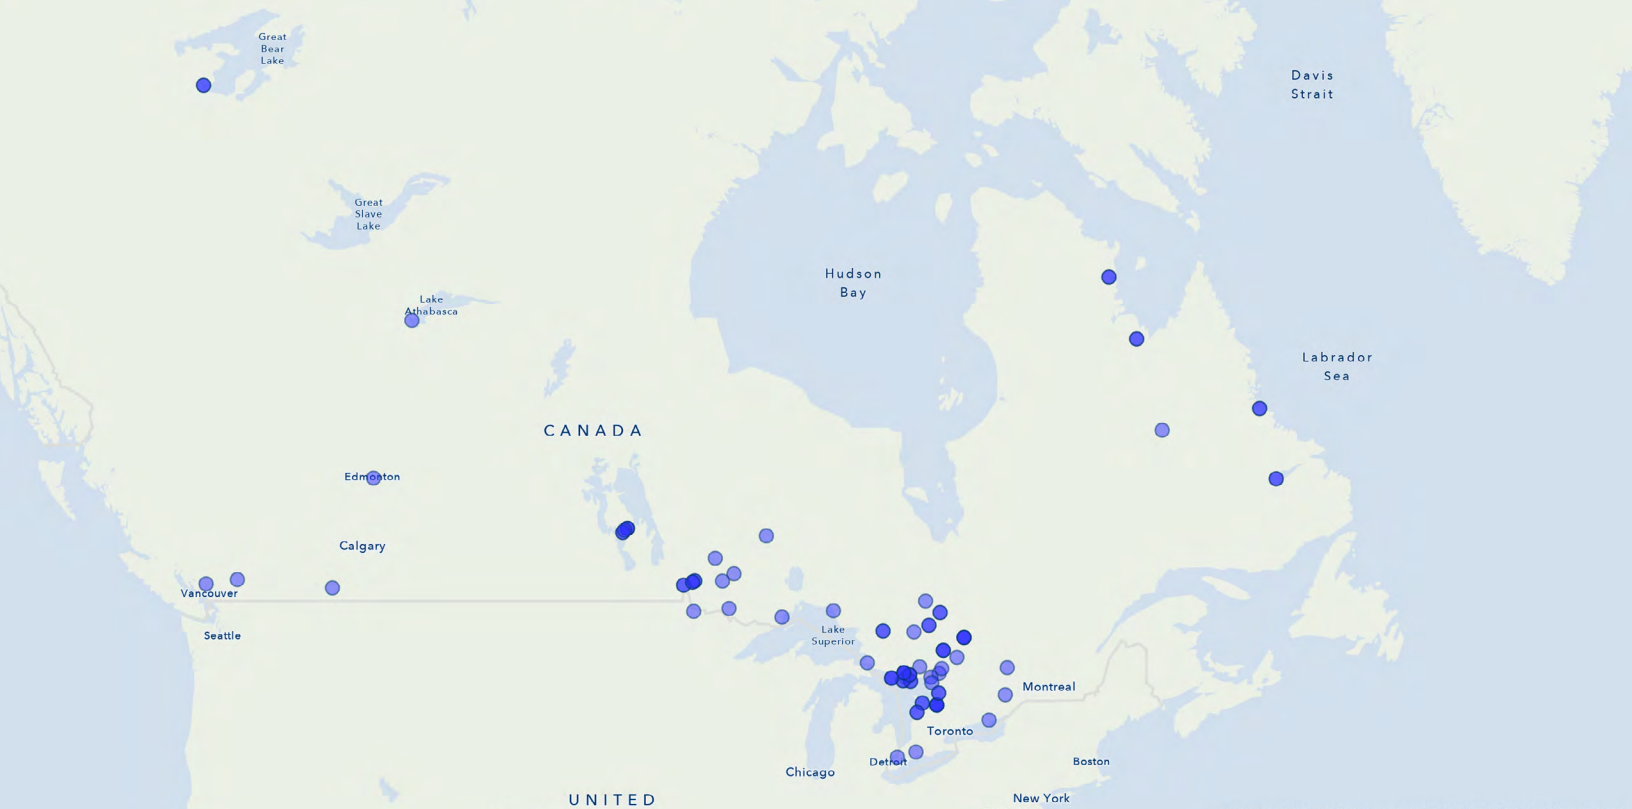 Great
Bear
Lake
Davis
Strait
Great
Slave
Lake
Hudson
Bay
Lake
Athabasca
Labrador
Sea
CANADA
Edmonton
Calgary
Vancouver
Seattle
Lake
Superior
Montreal
Toronto
Detroit
Boston
Chicago
New York
UNITED